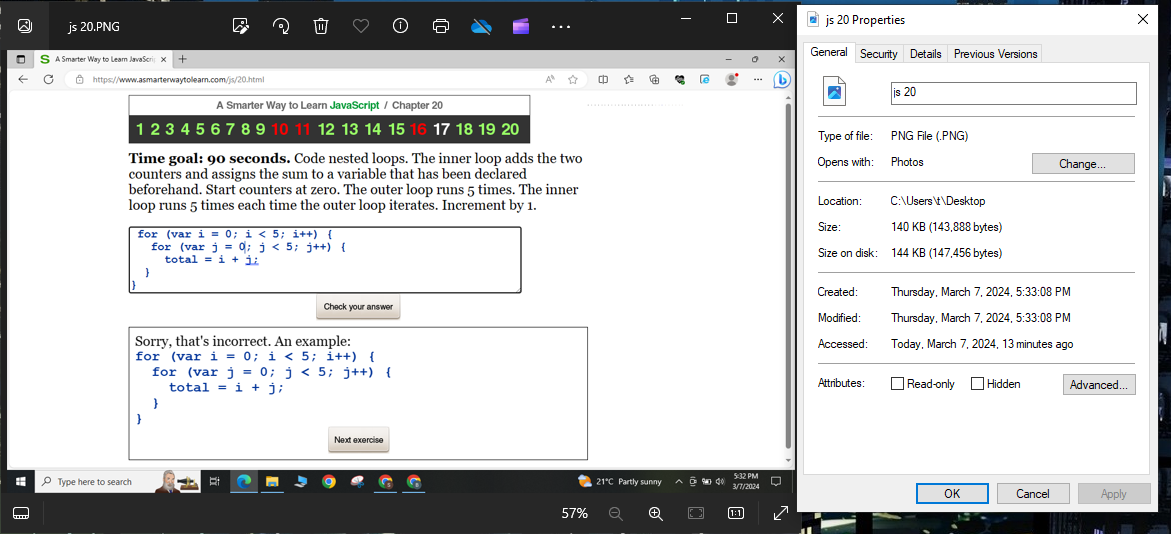 js 20.PNG
A Smarter Way to Learn JavaScrip
https://www.asmarterwaytolearn.com/js/20.html
A Smarter Way to Learn JavaScript / Chapter 20
1 2 3 4 5 6 7 8 9 10 11 12 13 14 15 16 17 18 19 20
Time goal: 90 seconds. Code nested loops. The inner loop adds the two
counters and assigns the sum to a variable that has been declared
beforehand. Start counters at zero. The outer loop runs 5 times. The inner
loop runs 5 times each time the outer loop iterates. Increment by 1.
for (var i = 0; i < 5; i++) {
for (var j = 0; j < 5; j++) {
total = i + j;
}
}
Check your answer
Sorry, that's incorrect. An example:
for (var i = 0; i < 5; i++) {
for (var j = 0; j < 5; j++) {
total = i + j;
}
}
Next exercise
Type here to search
21°C Partly sunny
5:32 PM
3/7/2024
57%
1:1
js 20 Properties
General Security Details Previous Versions
js 20
Type of file: PNG File (.PNG)
Opens with: Photos Change...
Location: C:\Users\t\Desktop
Size: 140 KB (143,888 bytes)
Size on disk: 144 KB (147,456 bytes)
Created: Thursday, March 7, 2024, 5:33:08 PM
Modified: Thursday, March 7, 2024, 5:33:08 PM
Accessed: Today, March 7, 2024, 13 minutes ago
Attributes: Read-only Hidden Advanced...
OK Cancel Apply